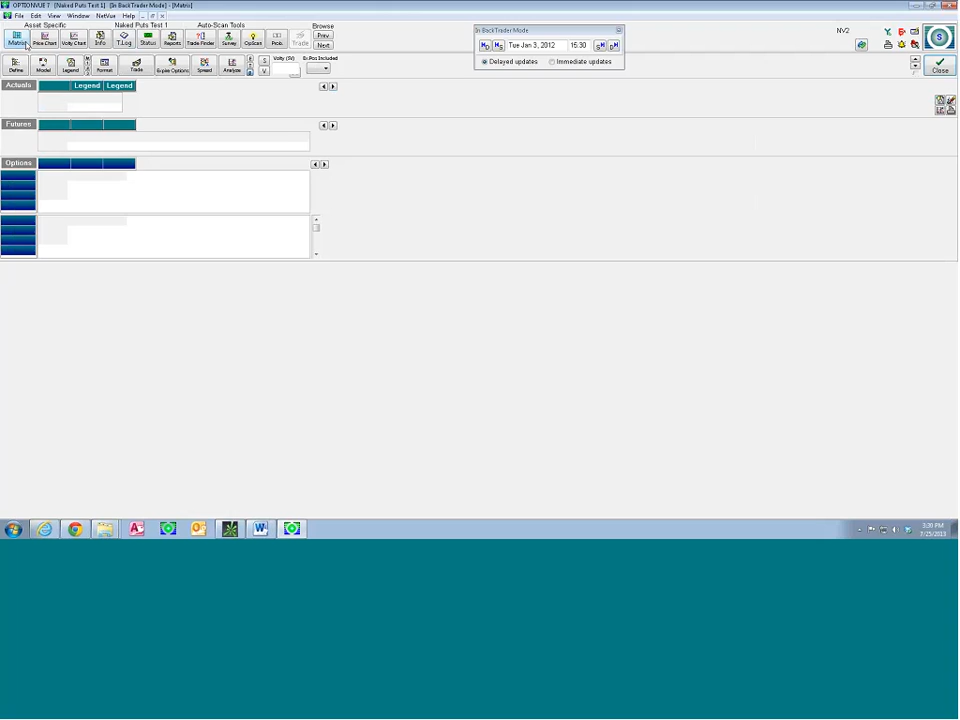 OPTIONVUE 7 [Naked Puts Test 1] [In BackTrader Mode] - [Matrix]
File Edit View Window NetVue Help
Asset Specific Naked Puts Test 1 Auto-Scan Tools Browse
Matrix Price Chart Volty Chart Info T.Log Status Reports Trade Finder Survey OpScan Prob. Trade Prev
Next
Define Model Legend Format Trade Expire Options Spread Analyze S V Volty (SV) Ex.Pos Included
In BackTrader Mode
Tue Jan 3, 2012 15:30
Delayed updates Immediate updates
NV2
Close
Actuals Legend Legend
Futures
Options
3:20 PM
7/25/2013